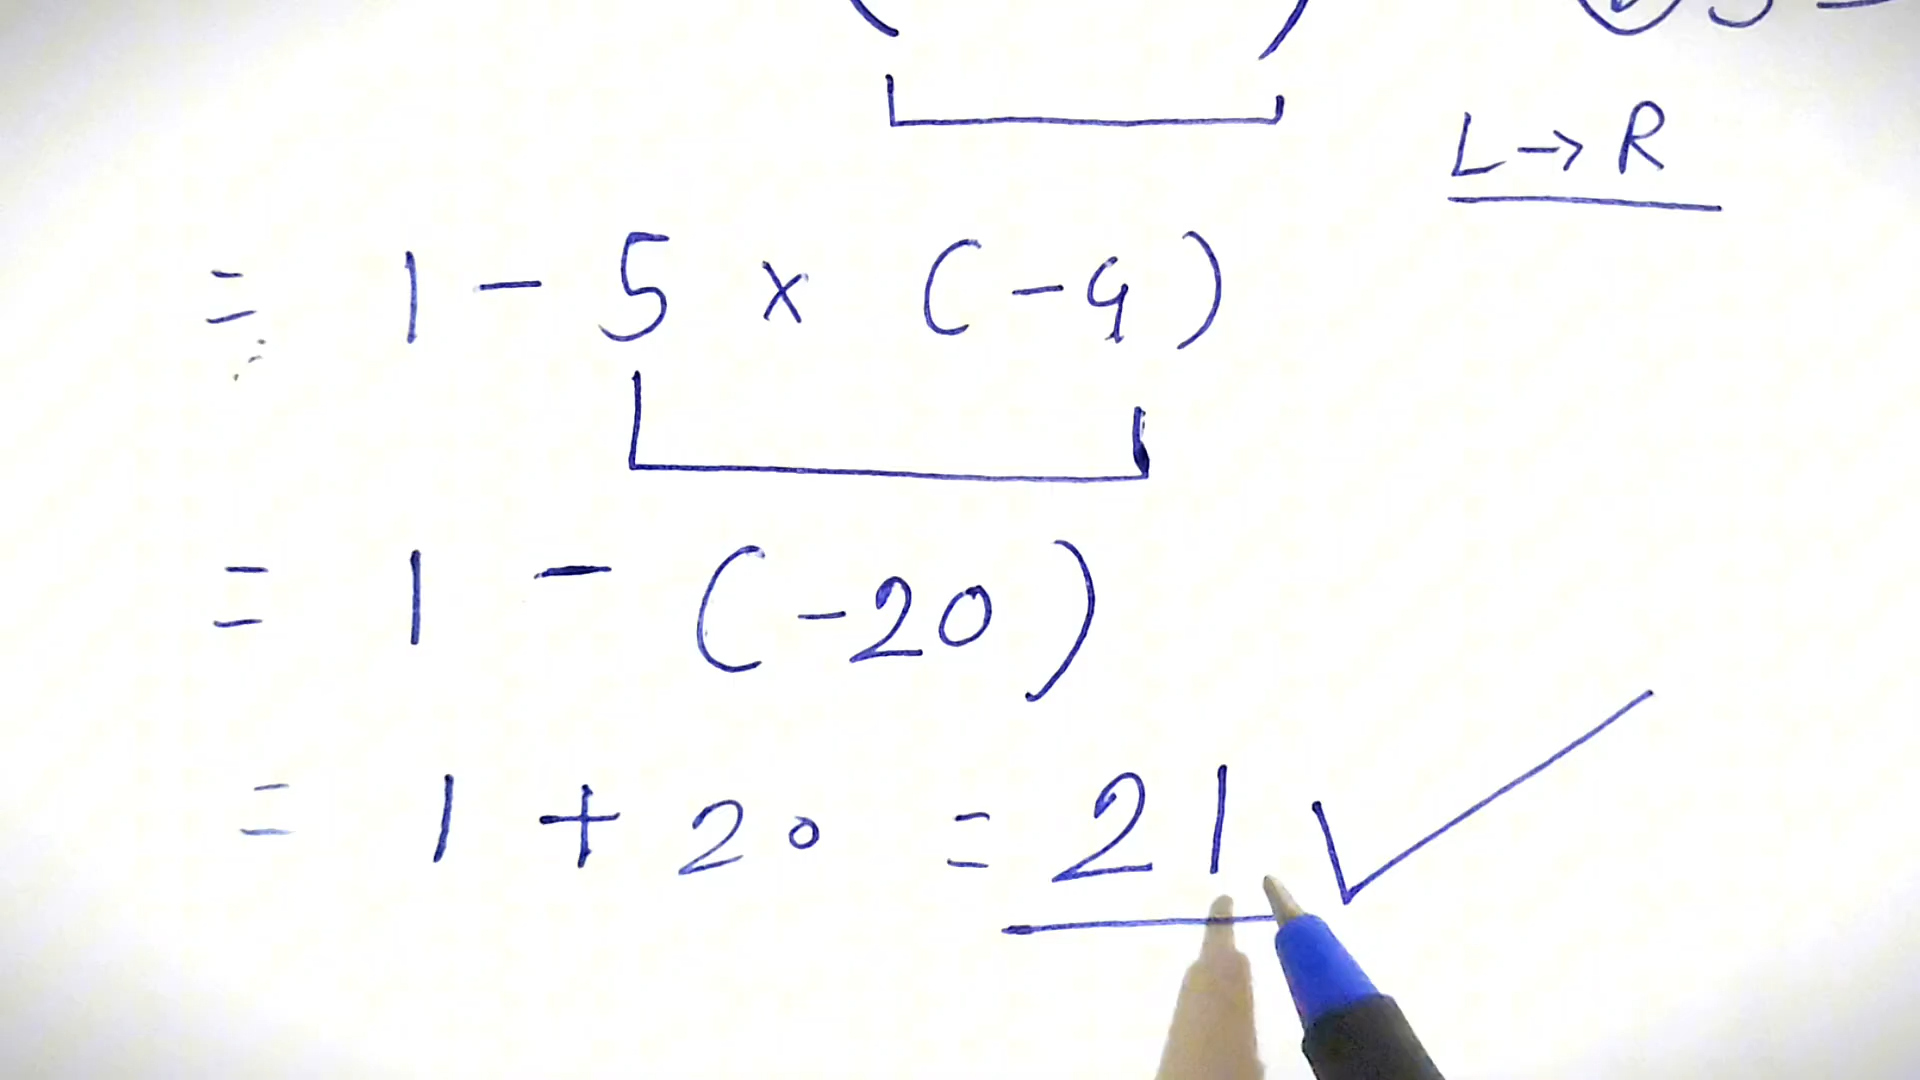 L → R
= 1 - 5 x (-4)
= 1 - (-20)
= 1 + 20 = 21 ✓